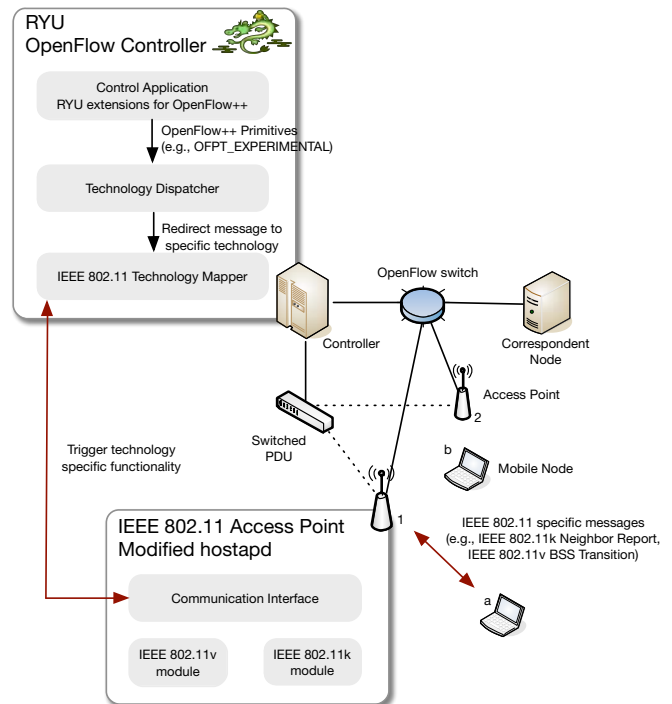 RYU
OpenFlow Controller
Control Application
RYU extensions for OpenFlow++
OpenFlow++ Primitives
(e.g., OFPT_EXPERIMENTAL)
Technology Dispatcher
Redirect message to
specific technology
IEEE 802.11 Technology Mapper
OpenFlow switch
Controller
Correspondent
Node
Access Point
2
Switched
PDU
b
Mobile Node
Trigger technology
specific functionality
1
IEEE 802.11 specific messages
(e.g., IEEE 802.11k Neighbor Report,
IEEE 802.11v BSS Transition)
a
IEEE 802.11 Access Point
Modified hostapd
Communication Interface
IEEE 802.11v
module
IEEE 802.11k
module